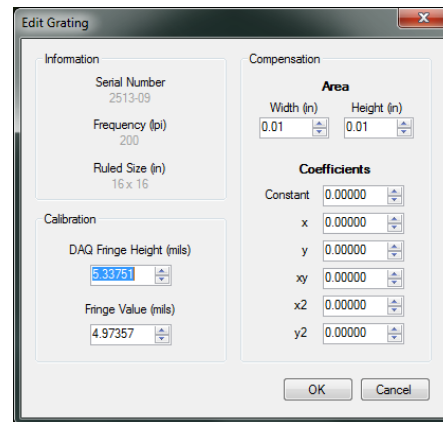 Edit Grating
Information
Serial Number
2513-09
Frequency (lpi)
200
Ruled Size (in)
16 x 16
Calibration
DAQ Fringe Height (mils)
5.33751
Fringe Value (mils)
4.97357
Compensation
Area
Width (in) Height (in)
0.01 0.01
Coefficients
Constant 0.00000
x 0.00000
y 0.00000
xy 0.00000
x2 0.00000
y2 0.00000
OK Cancel